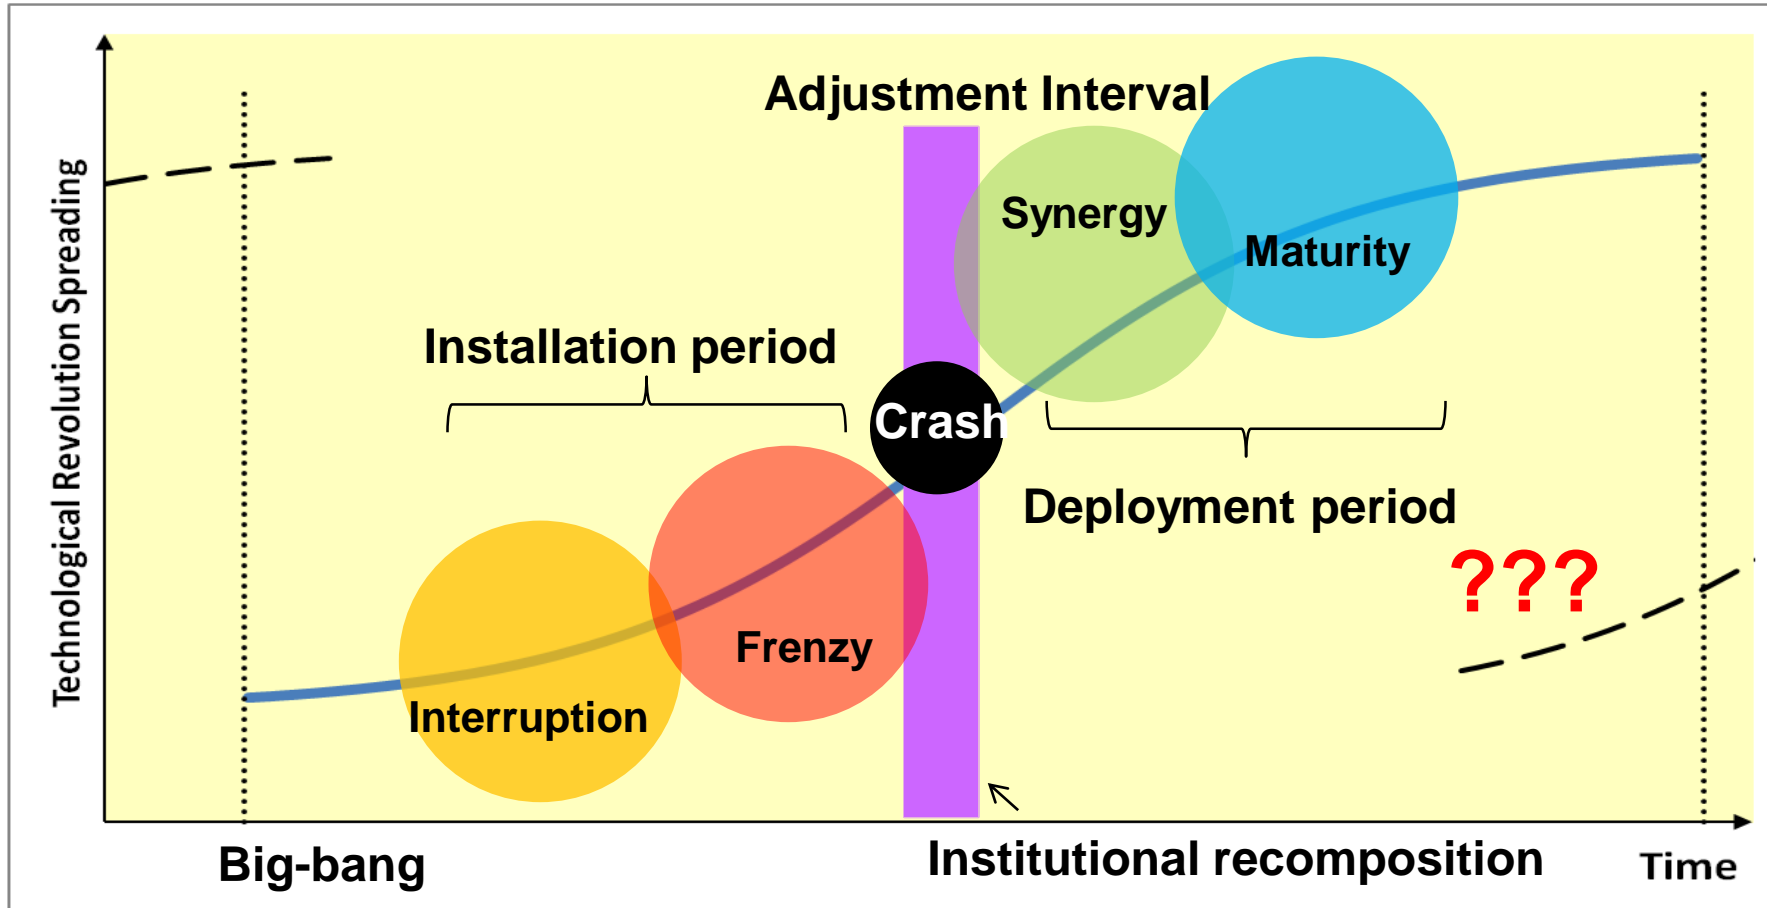 Technological Revolution Spreading
Adjustment Interval
Synergy
Maturity
Installation period
Crash
Deployment period
???
Frenzy
Interruption
Big-bang
Institutional recomposition
Time